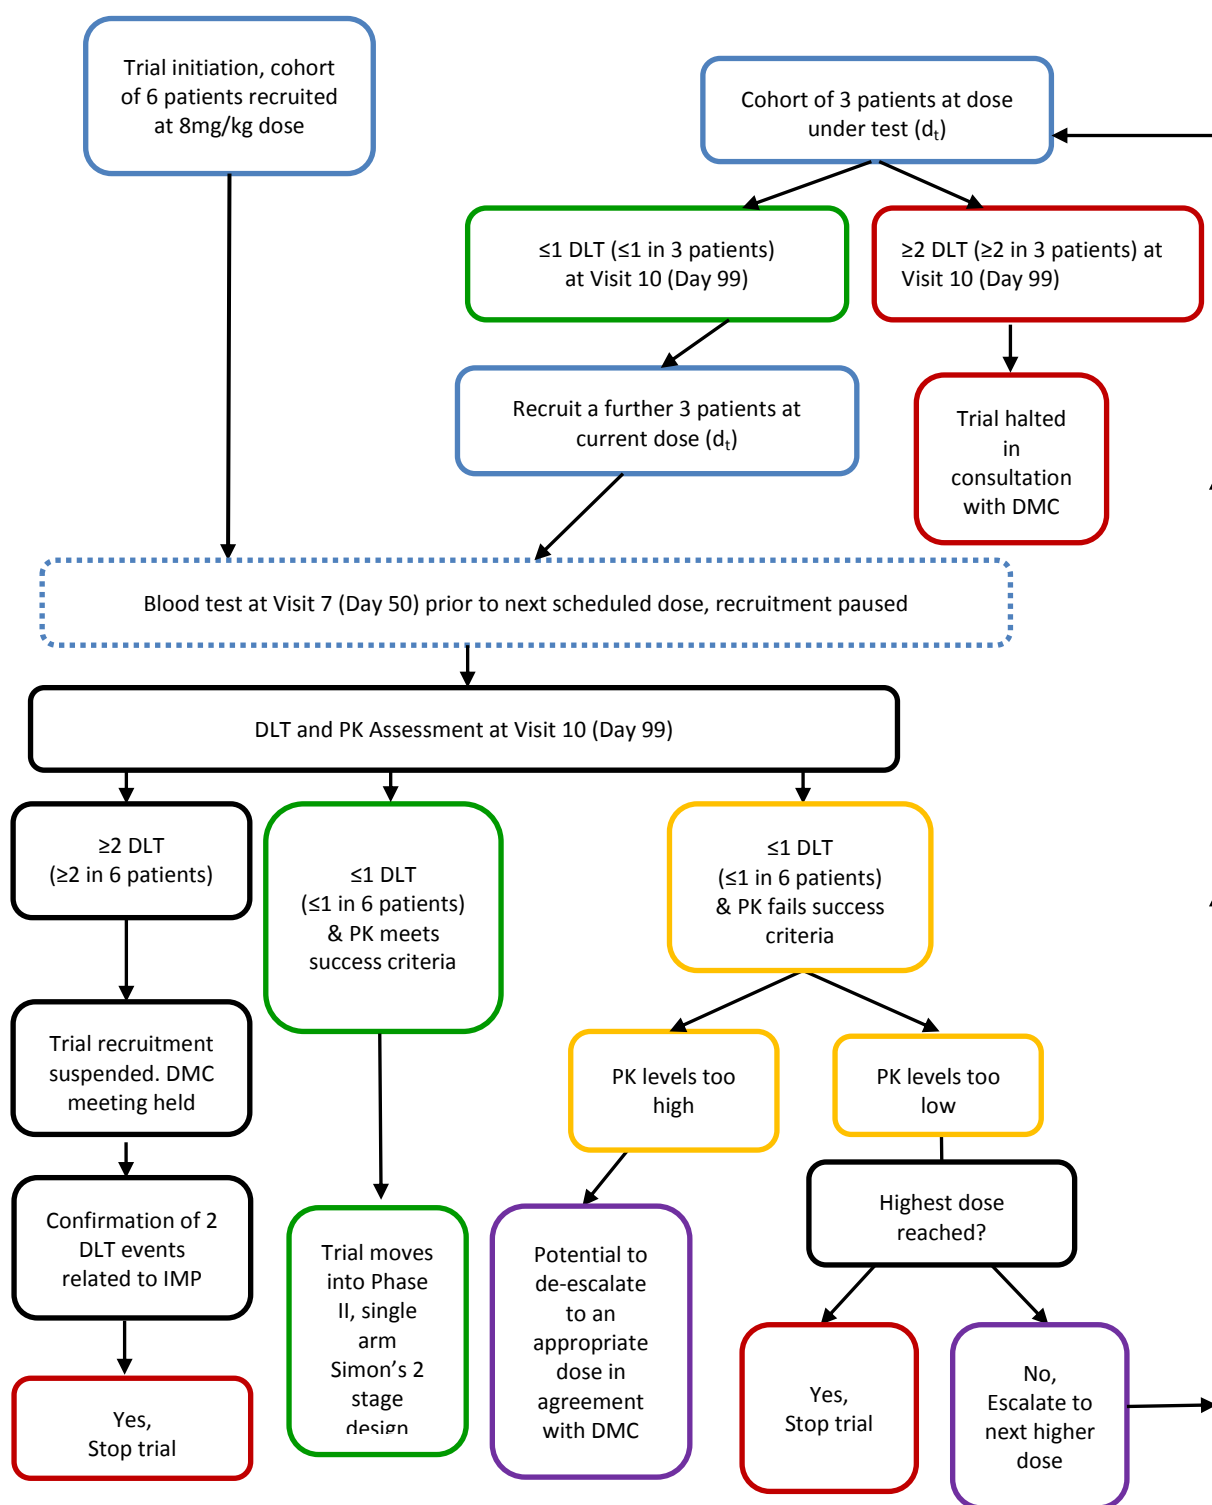 Trial initiation, cohort
of 6 patients recruited
at 8mg/kg dose
Cohort of 3 patients at dose
under test (dt)
≤1 DLT (≤1 in 3 patients)
at Visit 10 (Day 99)
≥2 DLT (≥2 in 3 patients) at
Visit 10 (Day 99)
Recruit a further 3 patients at
current dose (dt)
Trial halted
in
consultation
with DMC
Blood test at Visit 7 (Day 50) prior to next scheduled dose, recruitment paused
DLT and PK Assessment at Visit 10 (Day 99)
≥2 DLT
(≥2 in 6 patients)
≤1 DLT
(≤1 in 6 patients)
& PK meets
success criteria
≤1 DLT
(≤1 in 6 patients)
& PK fails success
criteria
Trial recruitment
suspended. DMC
meeting held
PK levels too
high
PK levels too
low
Confirmation of 2
DLT events
related to IMP
Trial moves
into Phase
II, single
arm
Simon’s 2
stage
design
Potential to
de-escalate
to an
appropriate
dose in
agreement
with DMC
Highest dose
reached?
Yes,
Stop trial
Yes,
Stop trial
No,
Escalate to
next higher
dose